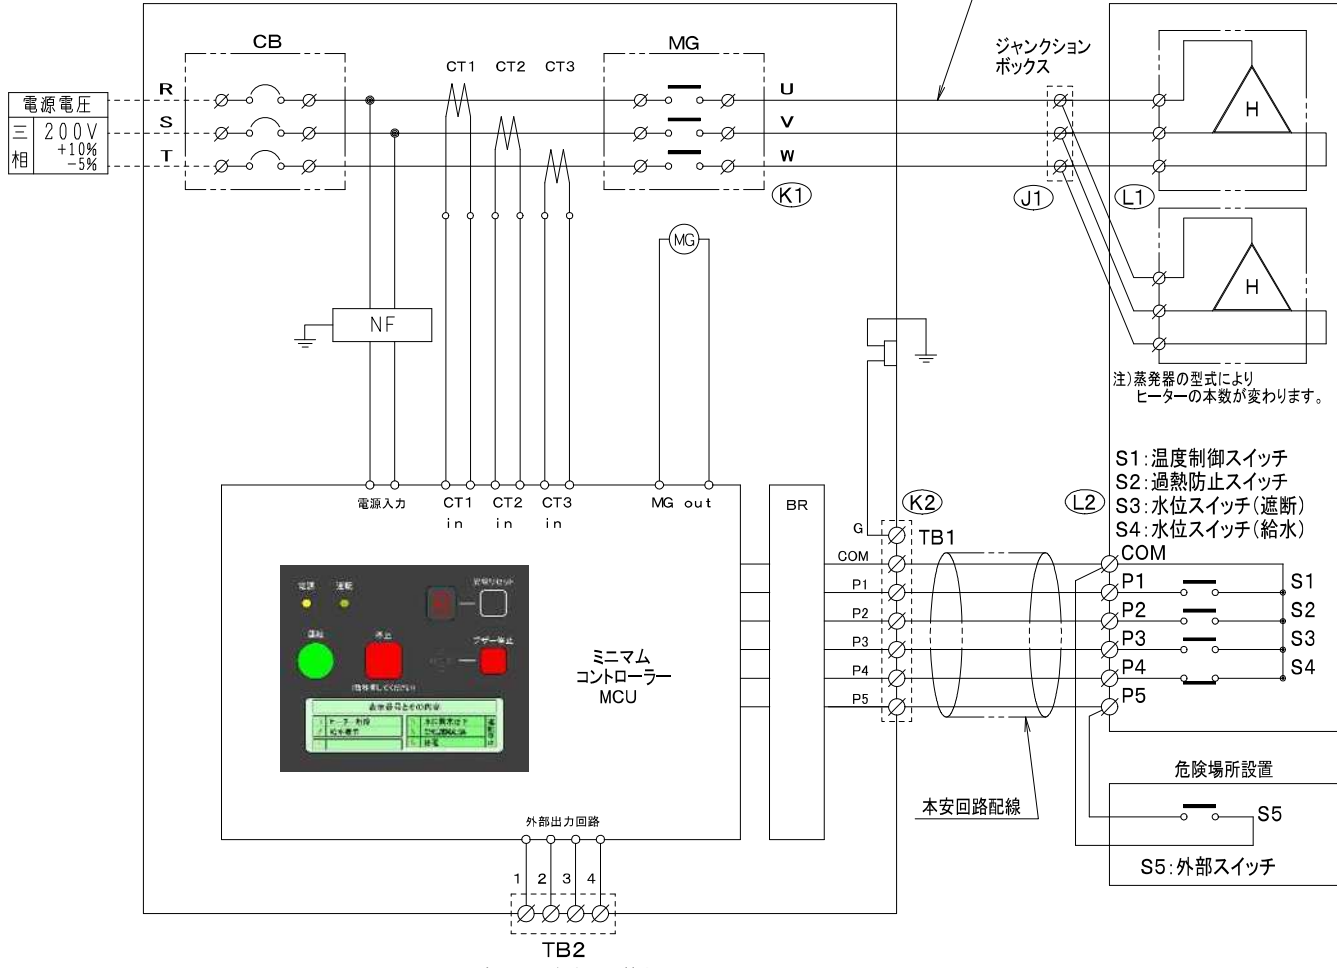 CB
MG
CT1 CT2 CT3
ジャンクション
ボックス
電源電圧
三相
200V
+10%
-5%
R
S
T
U
V
W
K1
J1
L1
H
H
MG
NF
注)蒸発器の型式により
ヒーターの本数が変わります。
S1:温度制御スイッチ
S2:過熱防止スイッチ
S3:水位スイッチ(遮断)
S4:水位スイッチ(給水)
電源入力
CT1 in
CT2 in
CT3 in
MG out
BR
K2
L2
TB1
G
COM
P1
P2
P3
P4
P5
COM
P1
P2
P3
P4
P5
S1
S2
S3
S4
電源
運転
停止
ブザー停止
ミニマム
コントローラー
MCU
本安回路配線
危険場所設置
S5
S5:外部スイッチ
外部出力回路
1 2 3 4
TB2